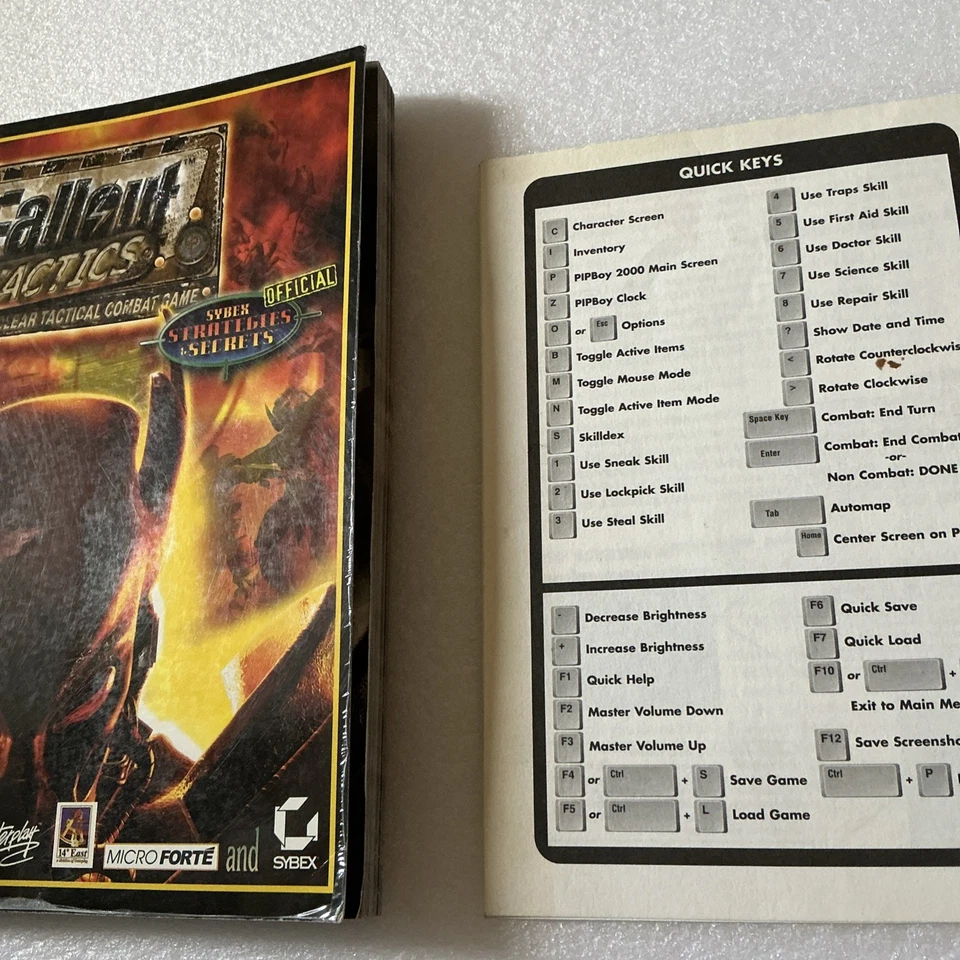 Fallout™
TACTICS
CLEAR TACTICAL COMBAT GAME
OFFICIAL
SYBEX
STRATEGIES
& SECRETS
erplay™
14° East
MICRO FORTÉ and SYBEX
QUICK KEYS
C Character Screen
I Inventory
P PIPBoy 2000 Main Screen
Z PIPBoy Clock
O or Esc Options
B Toggle Active Items
M Toggle Mouse Mode
N Toggle Active Item Mode
S Skilldex
1 Use Sneak Skill
2 Use Lockpick Skill
3 Use Steal Skill
4 Use Traps Skill
5 Use First Aid Skill
6 Use Doctor Skill
7 Use Science Skill
8 Use Repair Skill
? Show Date and Time
< Rotate Counterclockwis
> Rotate Clockwise
Space Key Combat: End Turn
Enter Combat: End Combat
-or-
Non Combat: DONE
Tab Automap
Home Center Screen on P
- Decrease Brightness
+ Increase Brightness
F1 Quick Help
F2 Master Volume Down
F3 Master Volume Up
F4 or Ctrl + S Save Game
F5 or Ctrl + L Load Game
F6 Quick Save
F7 Quick Load
F10 or Ctrl +
Exit to Main Me
F12 Save Screensho
Ctrl + P